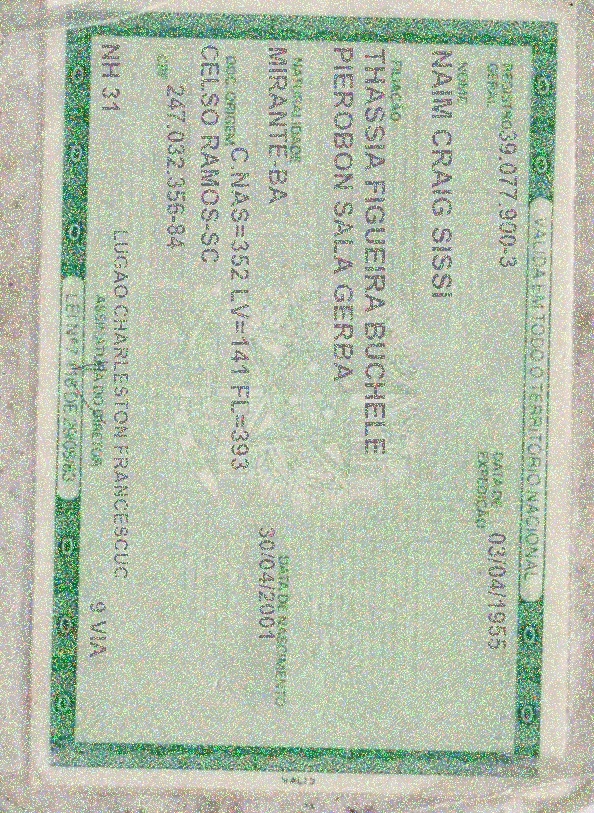 VÁLIDA EM TODO O TERRITÓRIO NACIONAL
REGISTRO GERAL 39.077.900-3
DATA DE EXPEDIÇÃO 03/04/1955
NOME
NAIM CRAIG SISSI
FILIAÇÃO
THASSIA FIGUEIRA BUCHELE
PIEROBON SALA GERBA
NATURALIDADE
MIRANTE-BA
DATA DE NASCIMENTO
30/04/2001
DOC. ORIGEM C NAS=352 LV=141 FL=393
CELSO RAMOS-SC
CPF 247.032.356-84
NH 31
LUCAO CHARLESTON FRANCESCUC
9 VIA
ASSINATURA DO DIRETOR
LEI Nº 7.116 DE 29/08/83